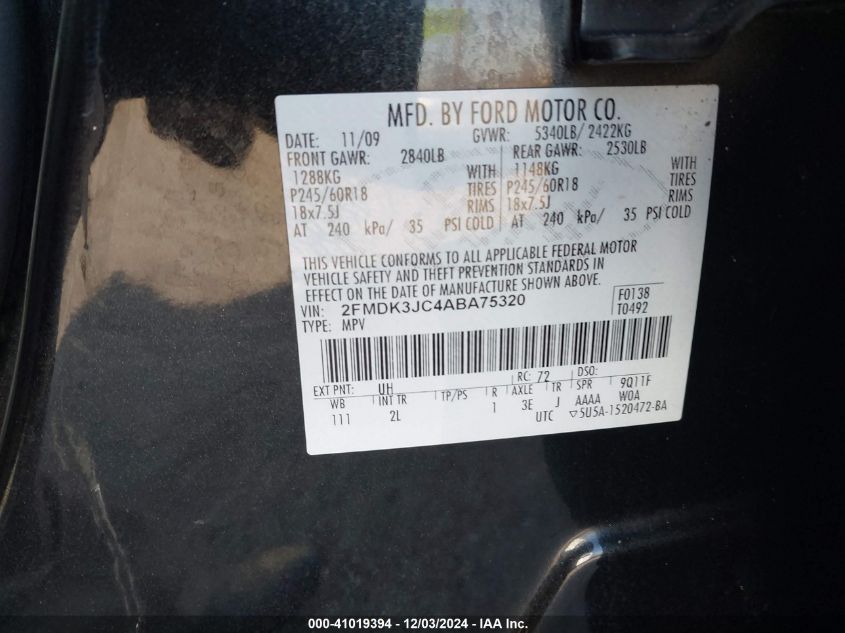 MFD. BY FORD MOTOR CO.
DATE: 11/09 GVWR: 5340LB/ 2422KG
FRONT GAWR: 2840LB REAR GAWR: 2530LB
1288KG WITH 1148KG WITH
P245/60R18 TIRES P245/60R18 TIRES
18x7.5J RIMS 18x7.5J RIMS
AT 240 kPa/ 35 PSI COLD AT 240 kPa/ 35 PSI COLD
THIS VEHICLE CONFORMS TO ALL APPLICABLE FEDERAL MOTOR
VEHICLE SAFETY AND THEFT PREVENTION STANDARDS IN
EFFECT ON THE DATE OF MANUFACTURE SHOWN ABOVE.
VIN: 2FMDK3JC4ABA75320 F0138
TYPE: MPV T0492
EXT PNT: UH RC: 72 DSO:
WB INT TR TP/PS R AXLE TR SPR 9Q11F
111 2L 1 3E J AAAA W0A
UTC ▽5U5A-1520472-BA
000-41019394 - 12/03/2024 - IAA Inc.